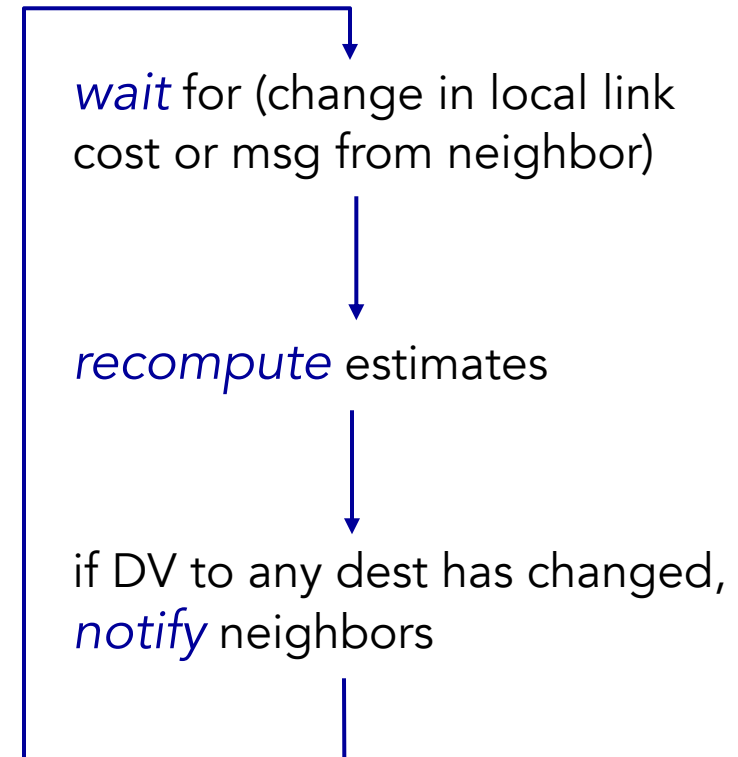 wait for (change in local link
cost or msg from neighbor)
recompute estimates
if DV to any dest has changed,
notify neighbors